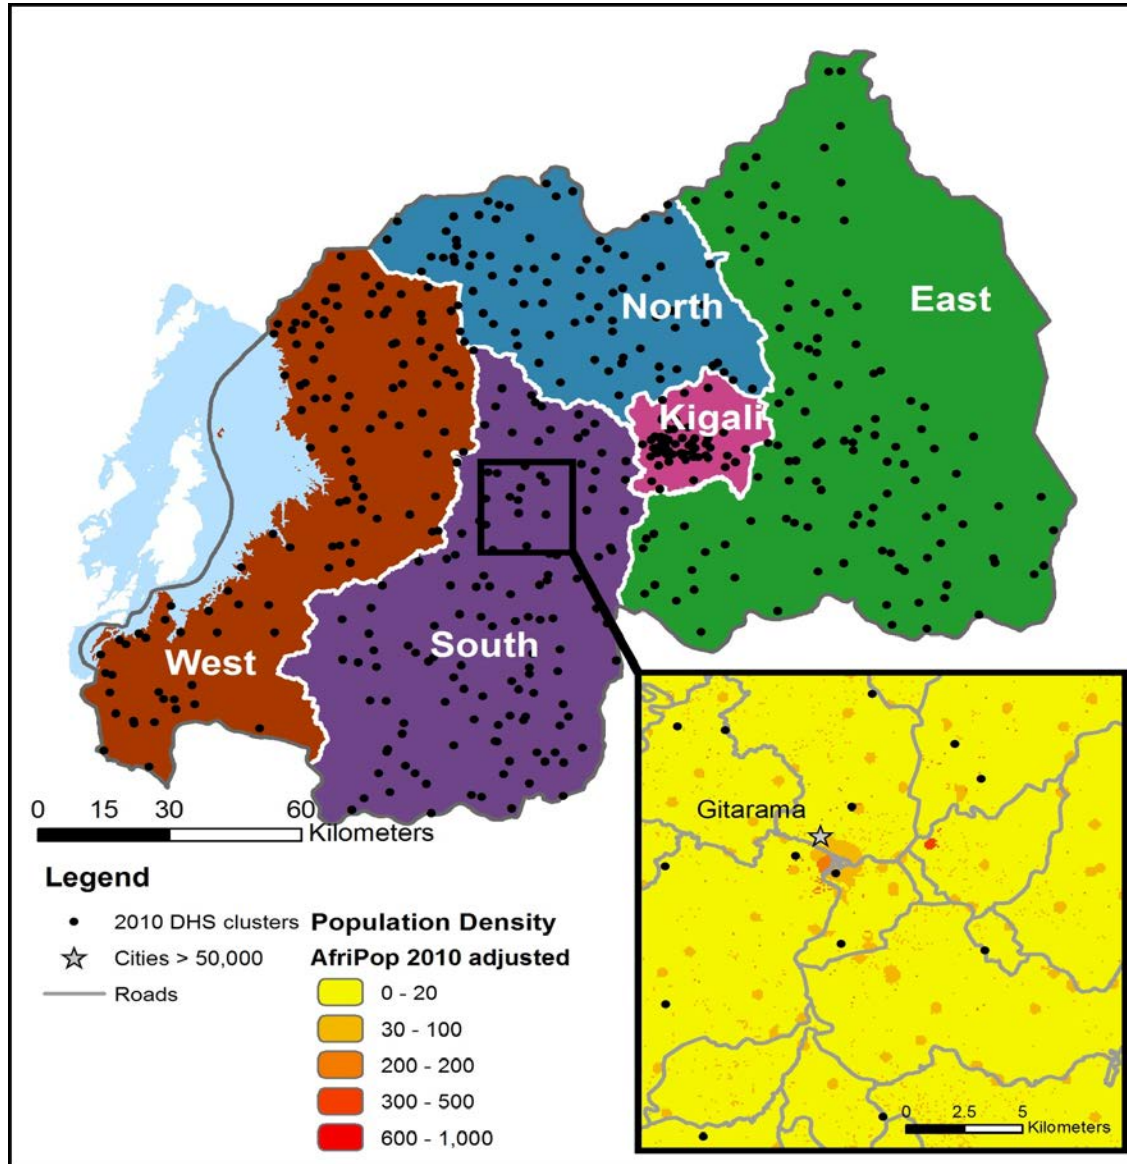 North
East
Kigali
West
South
0 15 30 60
Kilometers
Legend
2010 DHS clusters
Cities > 50,000
Roads
Population Density
AfriPop 2010 adjusted
0 - 20
30 - 100
200 - 200
300 - 500
600 - 1,000
Gitarama
0 2.5 5
Kilometers